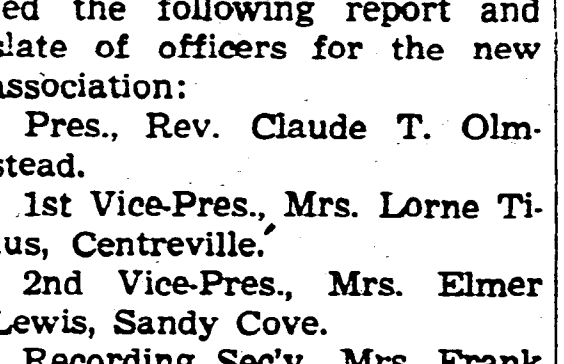 ed the following report and
slate of officers for the new
association:
Pres., Rev. Claude T. Olm-
stead.
1st Vice-Pres., Mrs. Lorne Ti-
us, Centreville.
2nd Vice-Pres., Mrs. Elmer
Lewis, Sandy Cove.
Recording Sec'y, Mrs. Frank